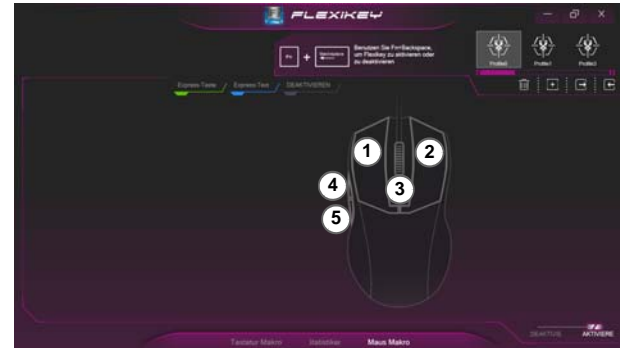 FLEXIKEY
Fn + Backspace
Benutzen Sie Fn+Backspace,
um Flexikey zu aktivieren oder
zu deaktivieren
Profile0 Profile1 Profile2
Express-Taste Express-Text DEAKTIVIEREN
1
2
3
4
5
DEAKTIVIE AKTIVIERE
Tastatur Makro Statistiken Maus Makro